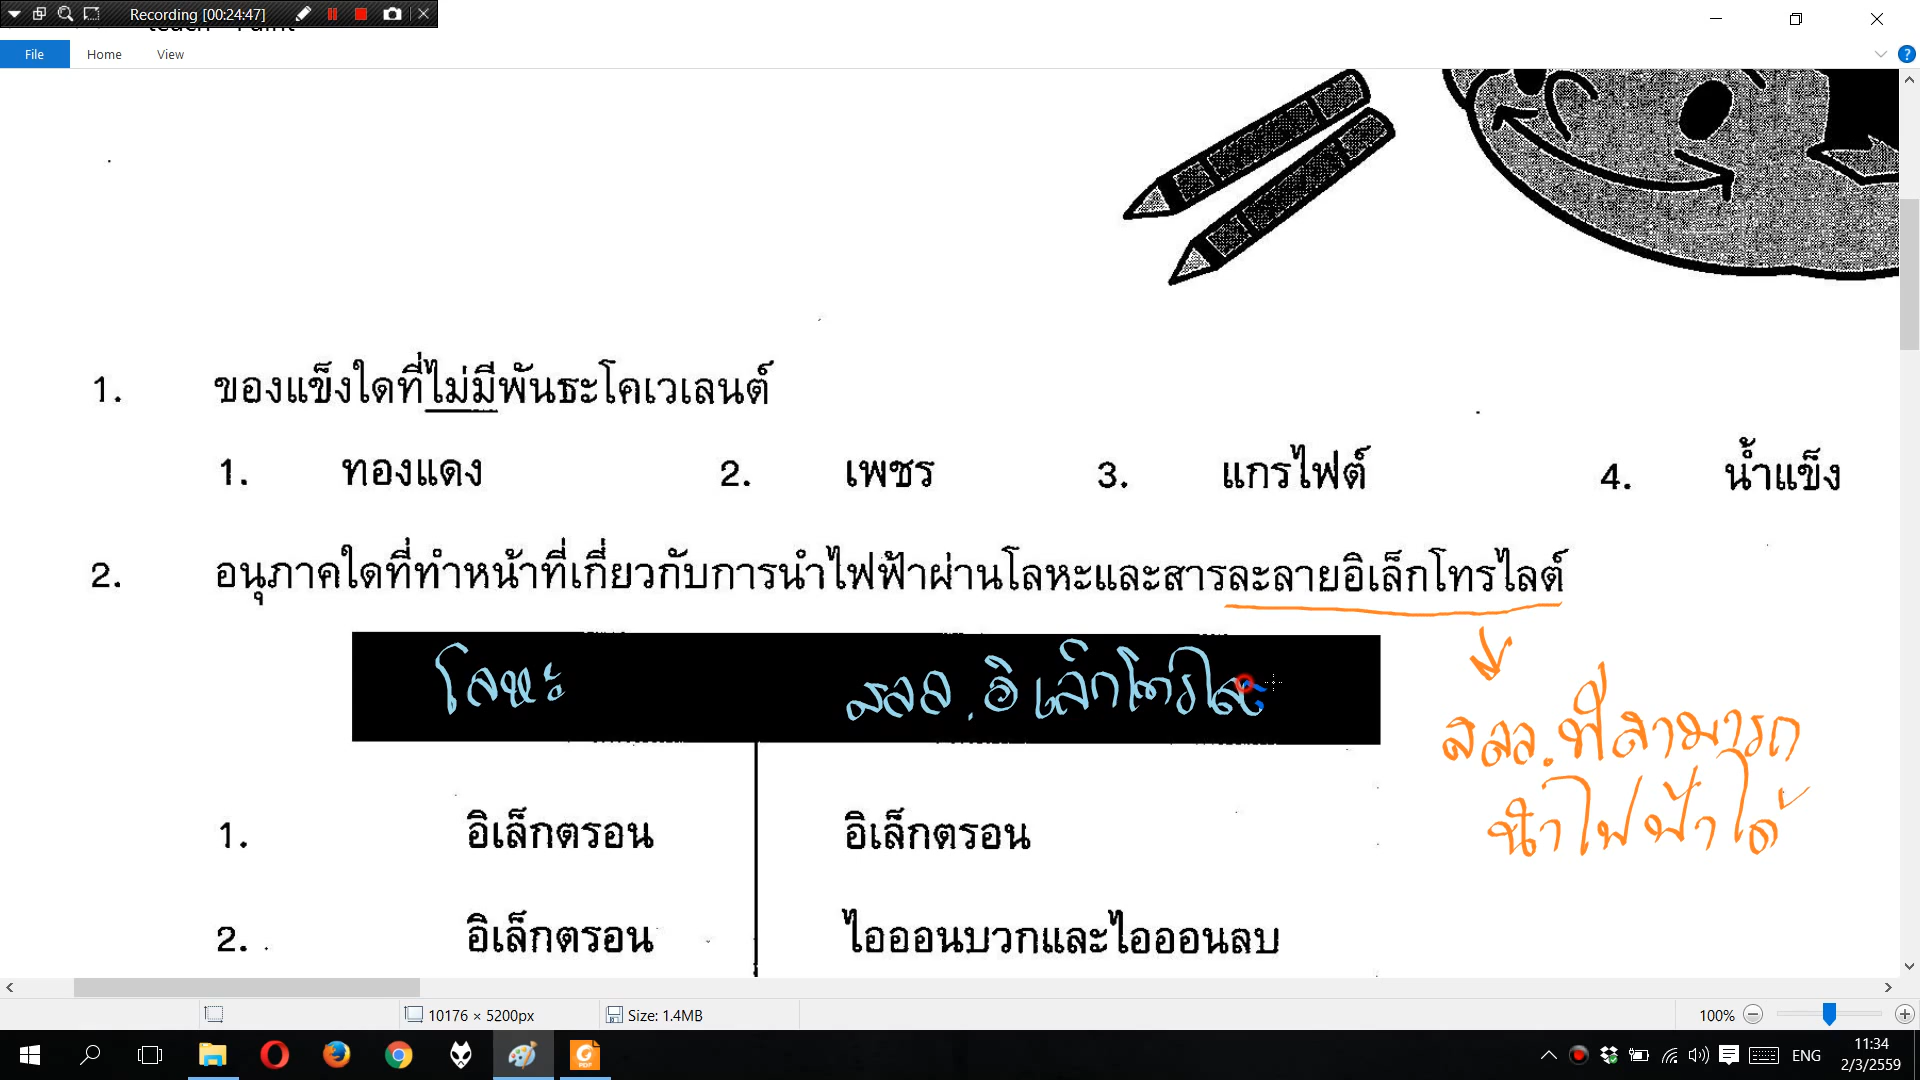 Recording [00:24:47]
File Home View
1. ของแข็งใดที่ไม่มีพันธะโคเวเลนต์
1. ทองแดง 2. เพชร 3. แกรไฟต์ 4. น้ำแข็ง
2. อนุภาคใดที่ทำหน้าที่เกี่ยวกับการนำไฟฟ้าผ่านโลหะและสารละลายอิเล็กโทรไลต์
โลหะ สลล. อิเล็กโทรไล
สลล. ที่สามารถ
นำไฟฟ้าได้
1. อิเล็กตรอน อิเล็กตรอน
2. อิเล็กตรอน ไอออนบวกและไอออนลบ
10176 × 5200px Size: 1.4MB 100%
ENG 11:34
2/3/2559